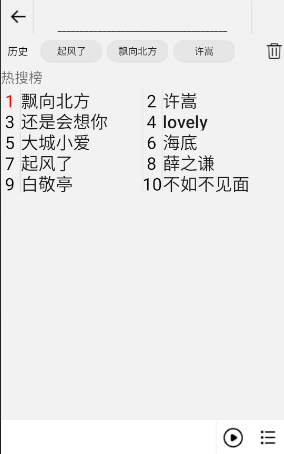 历史 起风了 飘向北方 许嵩
热搜榜
1 飘向北方 2 许嵩
3 还是会想你 4 lovely
5 大城小爱 6 海底
7 起风了 8 薛之谦
9 白敬亭 10 不如不见面